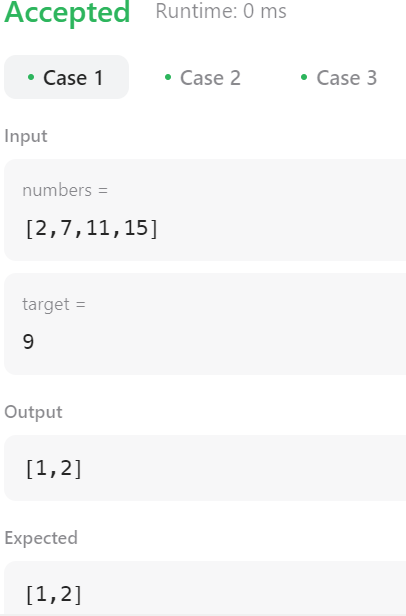 Accepted Runtime: 0 ms
• Case 1 • Case 2 • Case 3
Input
numbers =
[2,7,11,15]
target =
9
Output
[1,2]
Expected
[1,2]